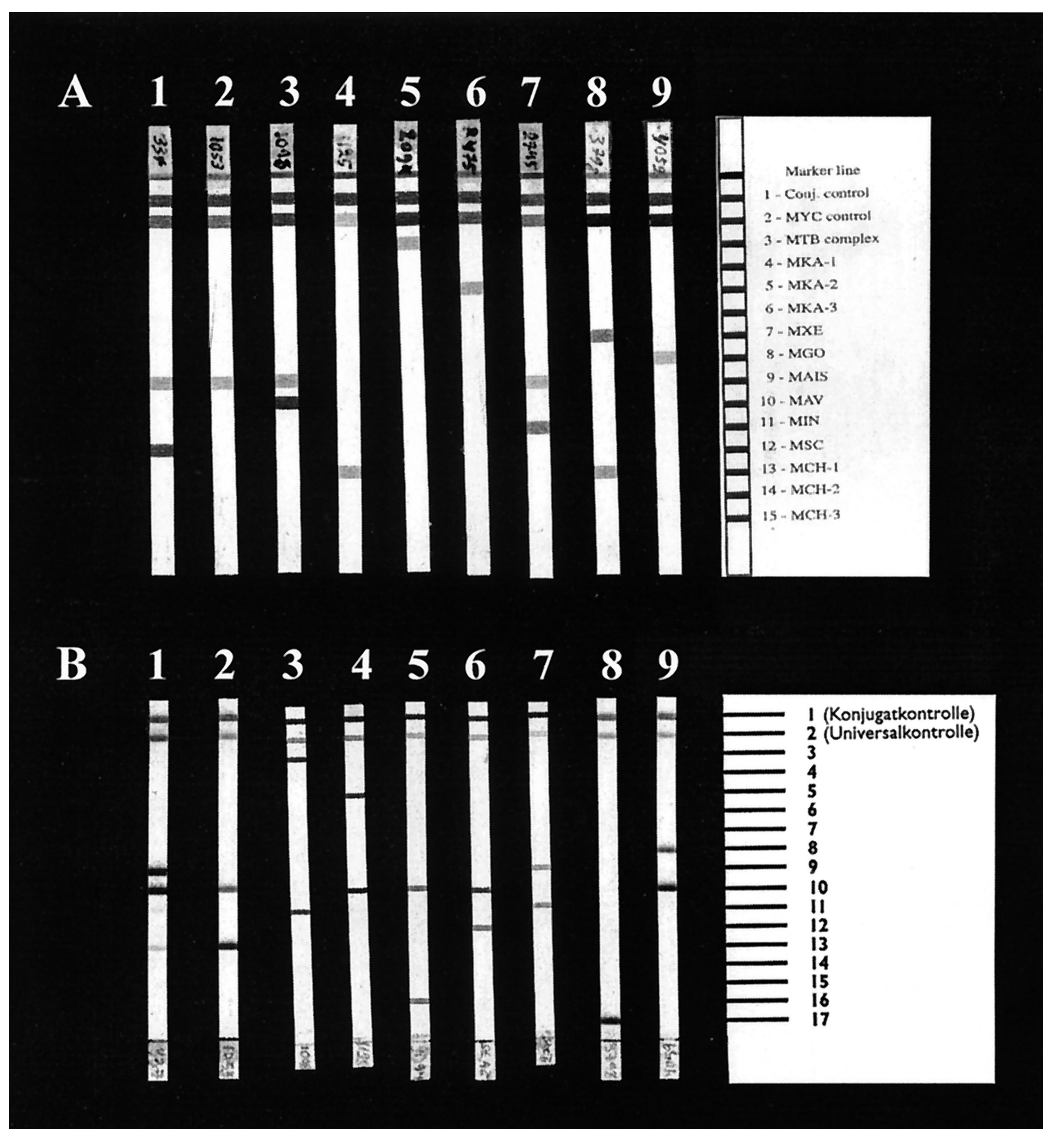 A 1 2 3 4 5 6 7 8 9
Marker line
1 - Conj. control
2 - MYC control
3 - MTB complex
4 - MKA-1
5 - MKA-2
6 - MKA-3
7 - MXE
8 - MGO
9 - MAIS
10 - MAV
11 - MIN
12 - MSC
13 - MCH-1
14 - MCH-2
15 - MCH-3
B 1 2 3 4 5 6 7 8 9
1 (Konjugatkontrolle)
2 (Universalkontrolle)
3
4
5
6
7
8
9
10
11
12
13
14
15
16
17